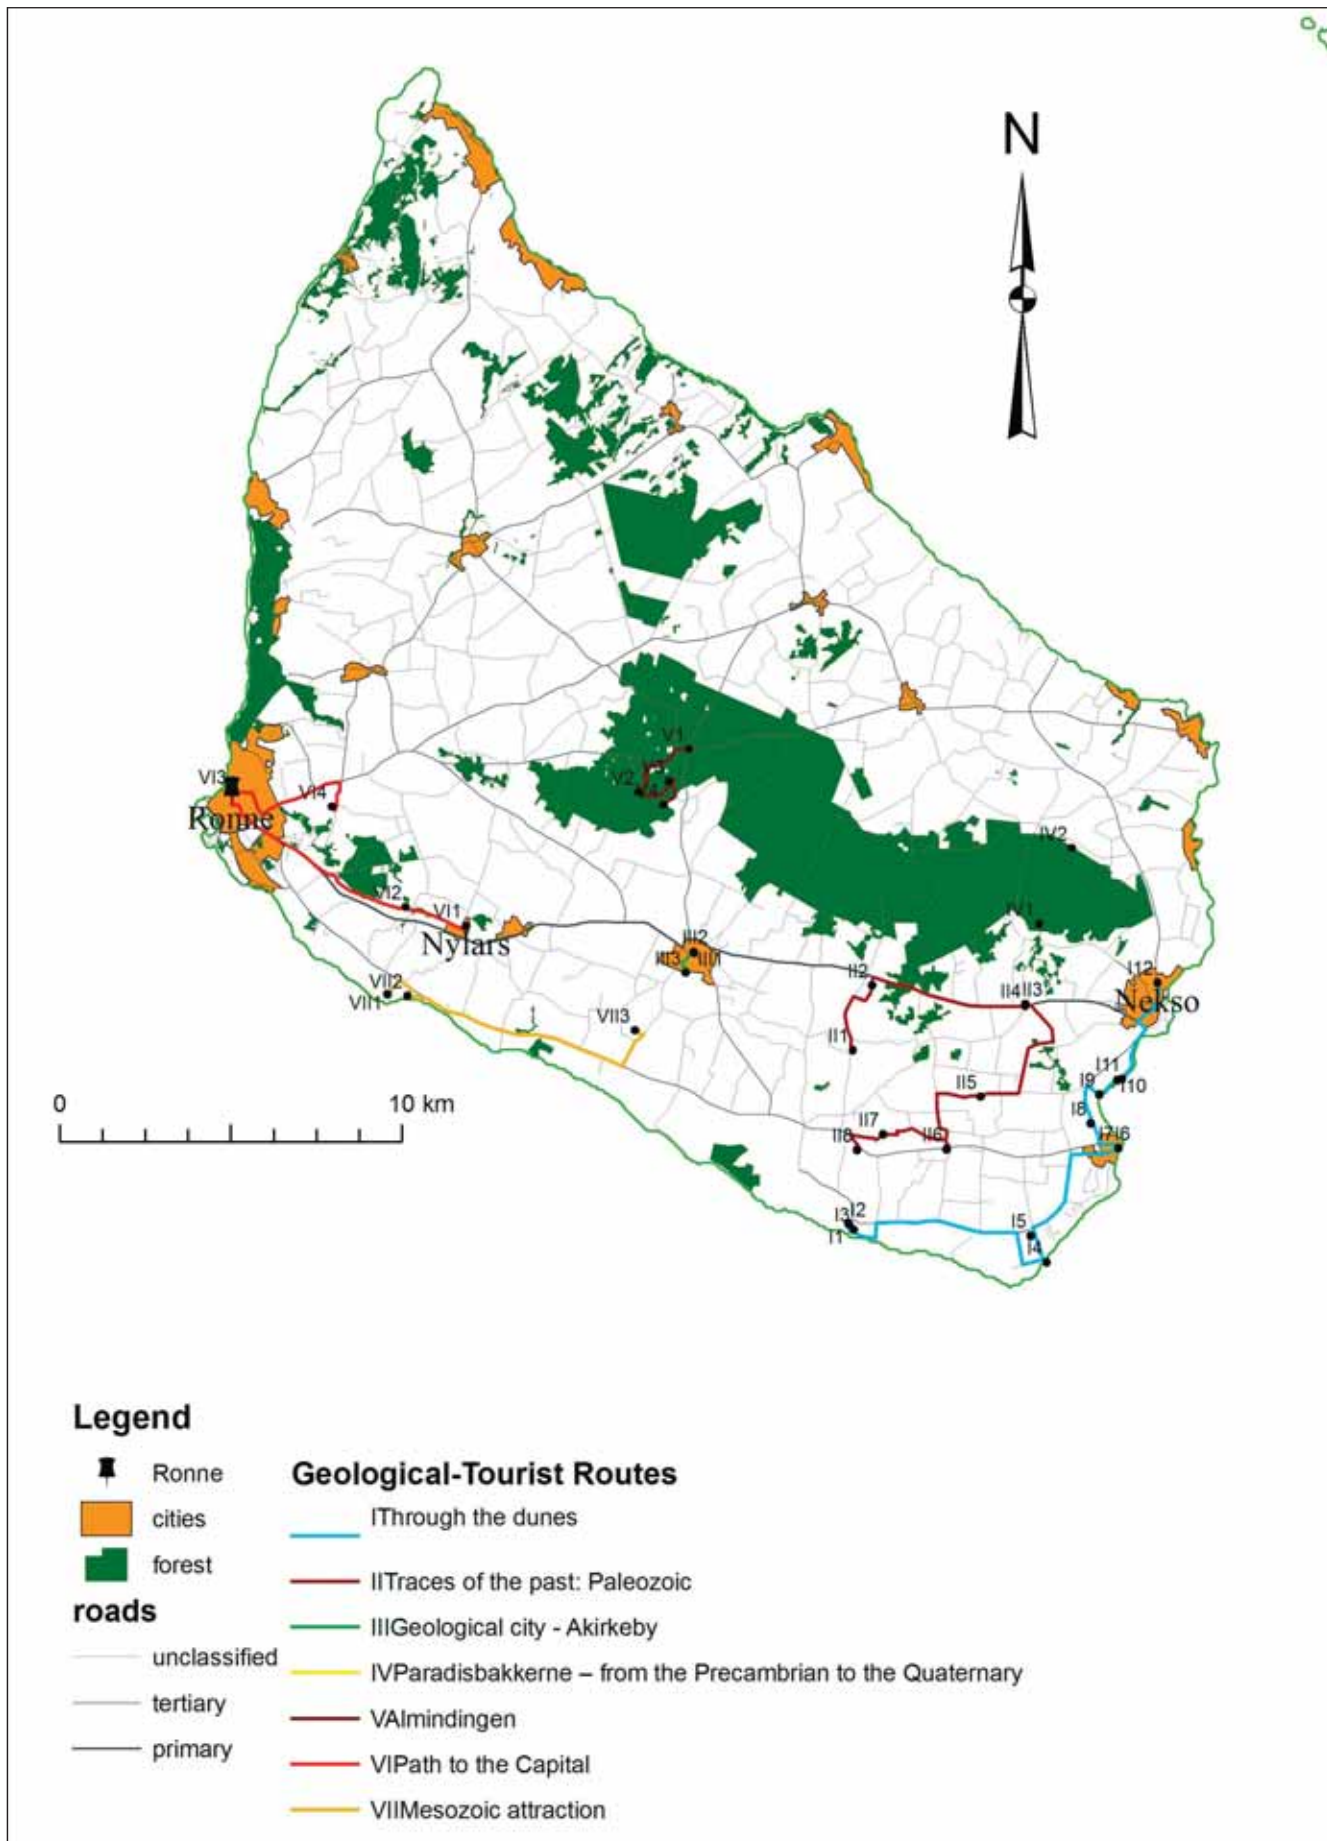 N
V1
V2
VI3
VI4
Ronne
IV2
VI2
VI1
IV1
Nylars
III2
III3
III1
II2
I12
Nekso
VII2
VII1
II4
II3
VII3
II1
I11
I9
I10
II5
I8
0
10 km
II7
I7
I6
II8
II6
I2
I3
I5
I1
I4
Legend
Ronne
cities
forest
roads
unclassified
tertiary
primary
Geological-Tourist Routes
IThrough the dunes
IITraces of the past: Paleozoic
IIIGeological city - Akirkeby
IVParadisbakkerne – from the Precambrian to the Quaternary
VAlmindingen
VIPath to the Capital
VIIMesozoic attraction